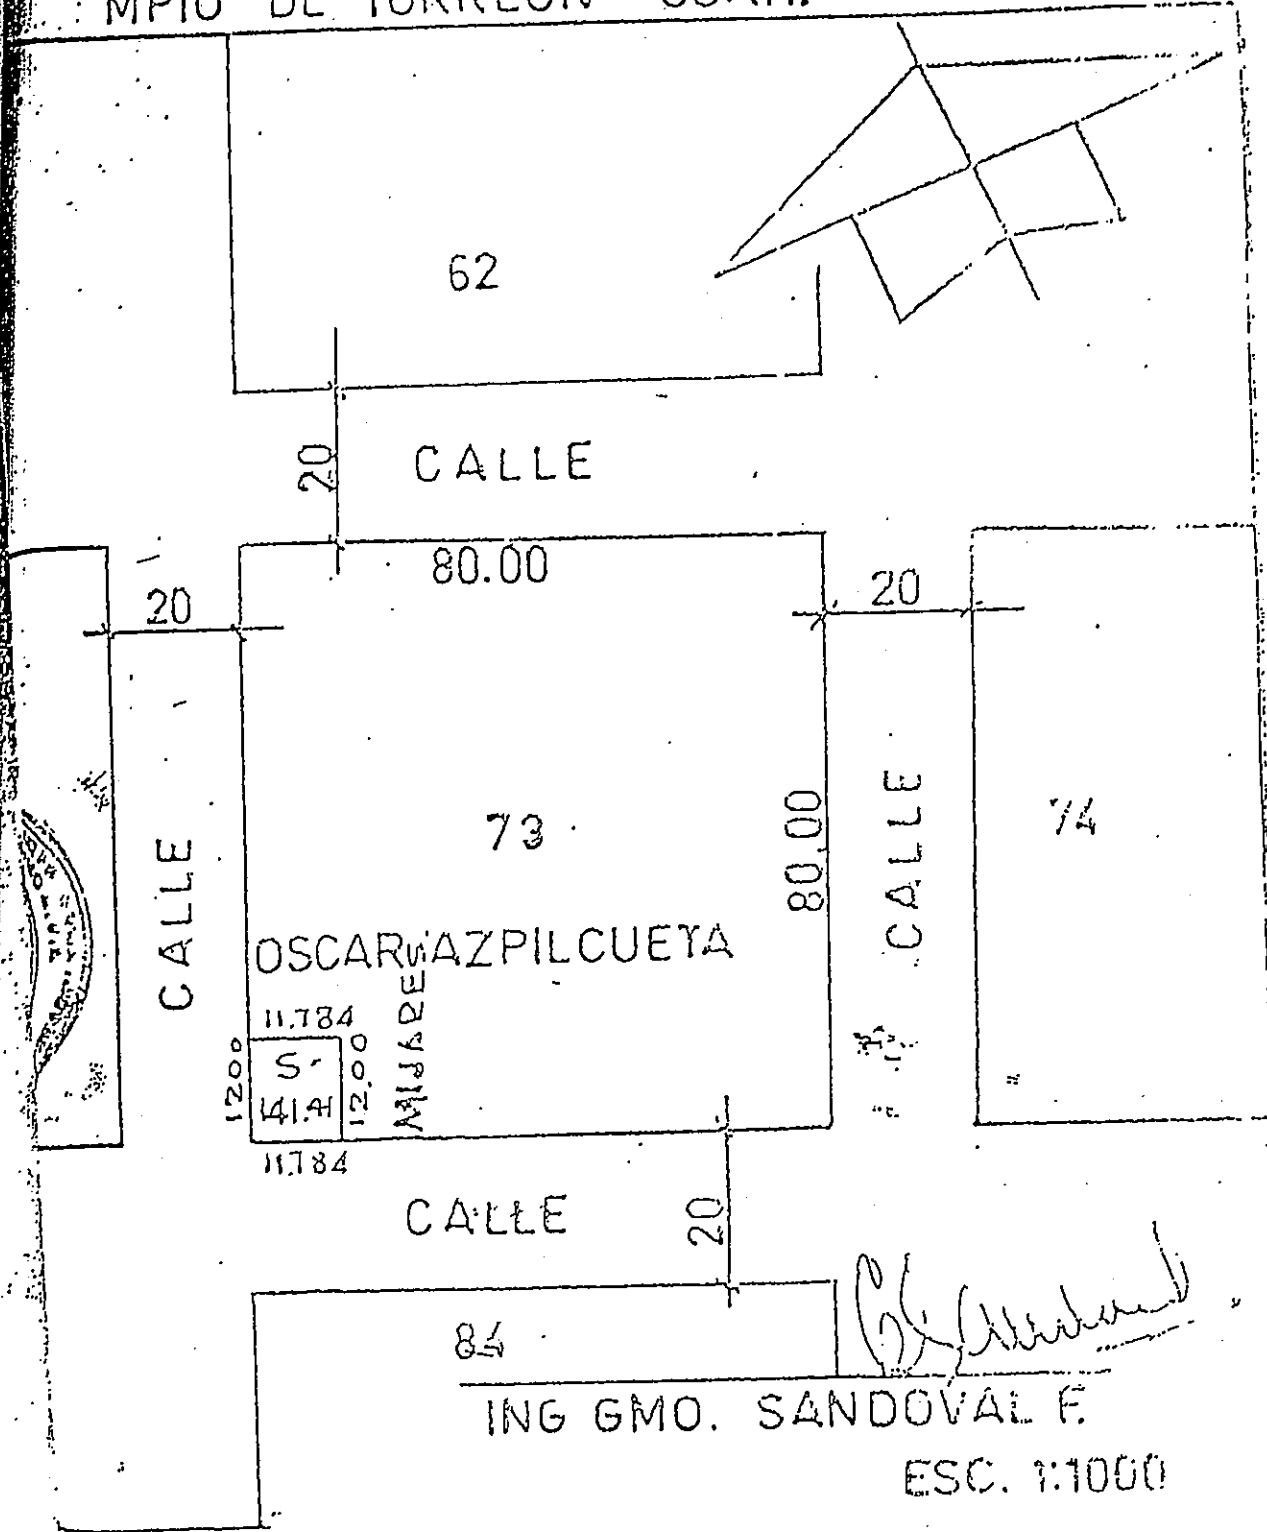 MPIO DE TORREON COAH.
62
20
CALLE
80.00
20
20
73
80.00
CALLE
CALLE
74
OSCAR AZPILCUETA
MIJARES
11.784
12.00
S-
141.41
12.00
11.784
CALLE
20
84
ING GMO. SANDOVAL F.
ESC. 1:1000